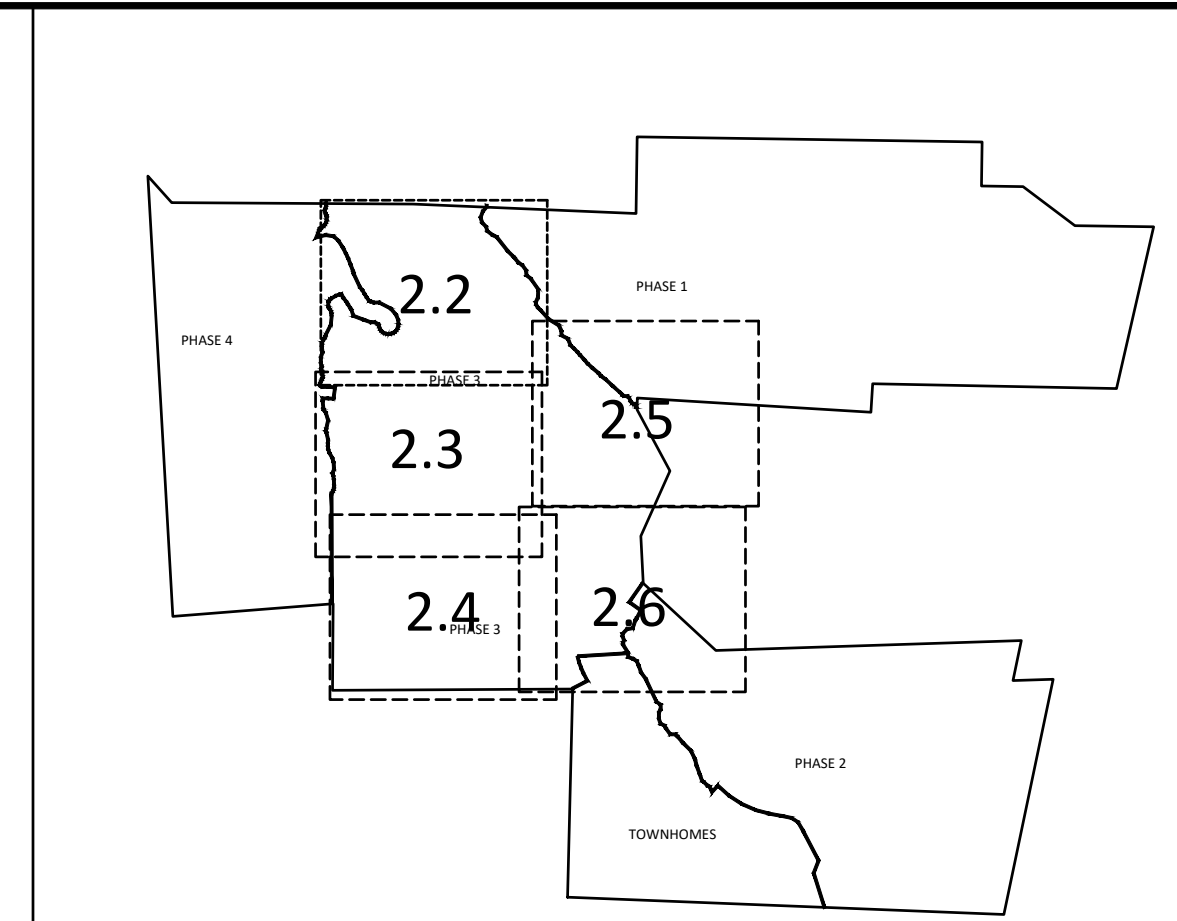 2.2
PHASE 1
PHASE 4
PHASE 3
2.5
2.3
2.4
PHASE 3
2.6
PHASE 2
TOWNHOMES